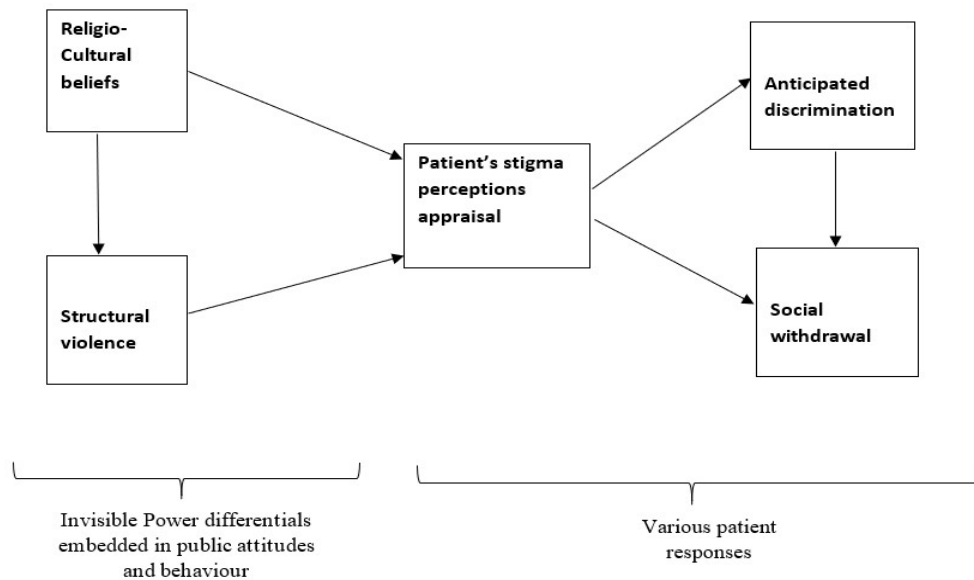 Religio-
Cultural
beliefs
Structural
violence
Patient’s stigma
perceptions
appraisal
Anticipated
discrimination
Social
withdrawal
Invisible Power differentials
embedded in public attitudes
and behaviour
Various patient
responses